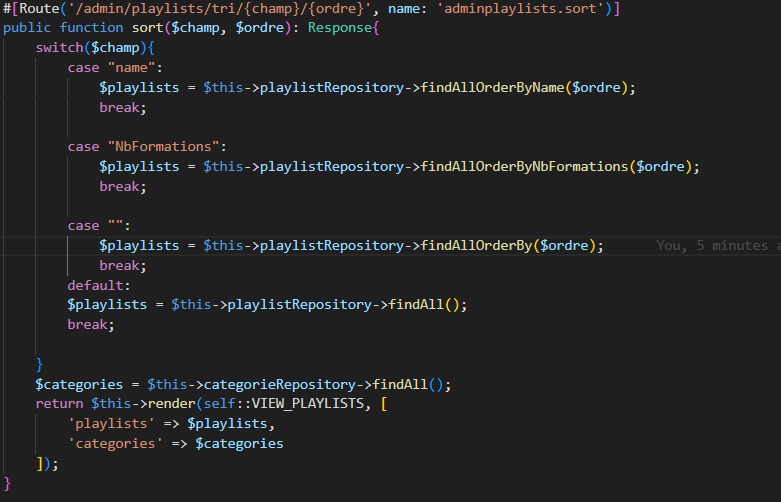 #[Route('/admin/playlists/tri/{champ}/{ordre}', name: 'adminplaylists.sort')]
public function sort($champ, $ordre): Response{
switch($champ){
case "name":
$playlists = $this->playlistRepository->findAllOrderByName($ordre);
break;
case "NbFormations":
$playlists = $this->playlistRepository->findAllOrderByNbFormations($ordre);
break;
case "":
$playlists = $this->playlistRepository->findAllOrderBy($ordre); You, 5 minutes a
break;
default:
$playlists = $this->playlistRepository->findAll();
break;
}
$categories = $this->categorieRepository->findAll();
return $this->render(self::VIEW_PLAYLISTS, [
'playlists' => $playlists,
'categories' => $categories
]);
}